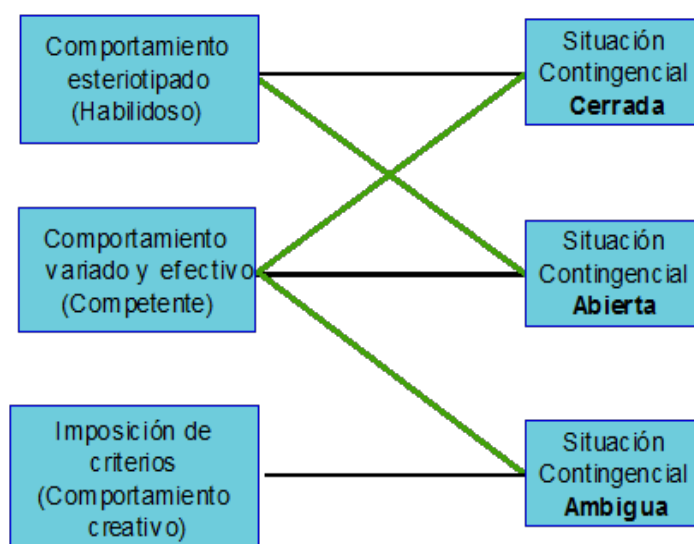 Comportamiento
esteriotipado
(Habilidoso)
Situación
Contingencial
Cerrada
Comportamiento
variado y efectivo
(Competente)
Situación
Contingencial
Abierta
Imposición de
criterios
(Comportamiento
creativo)
Situación
Contingencial
Ambigua